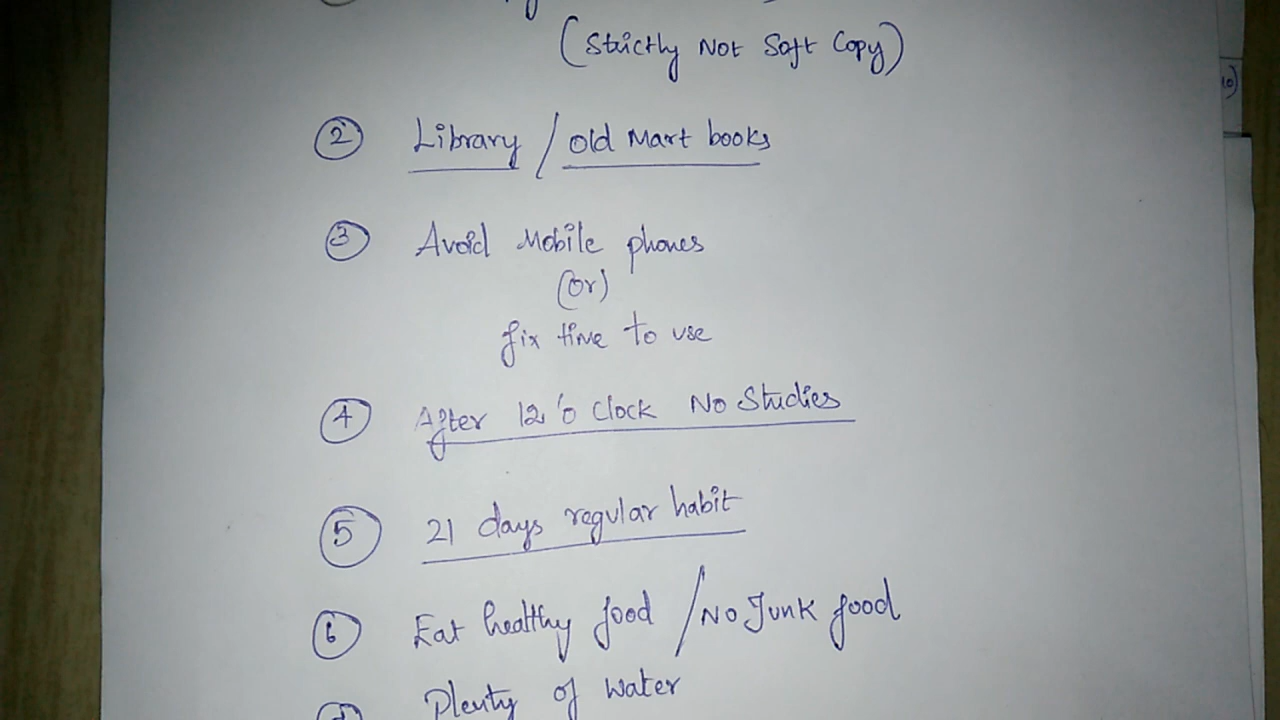 (Strictly Not Soft Copy)
② Library / old Mart books
③ Avoid Mobile phones
(or)
fix time to use
④ After 12 'o Clock No Studies
⑤ 21 days regular habit
⑥ Eat healthy food / No Junk food
Plenty of water
10)